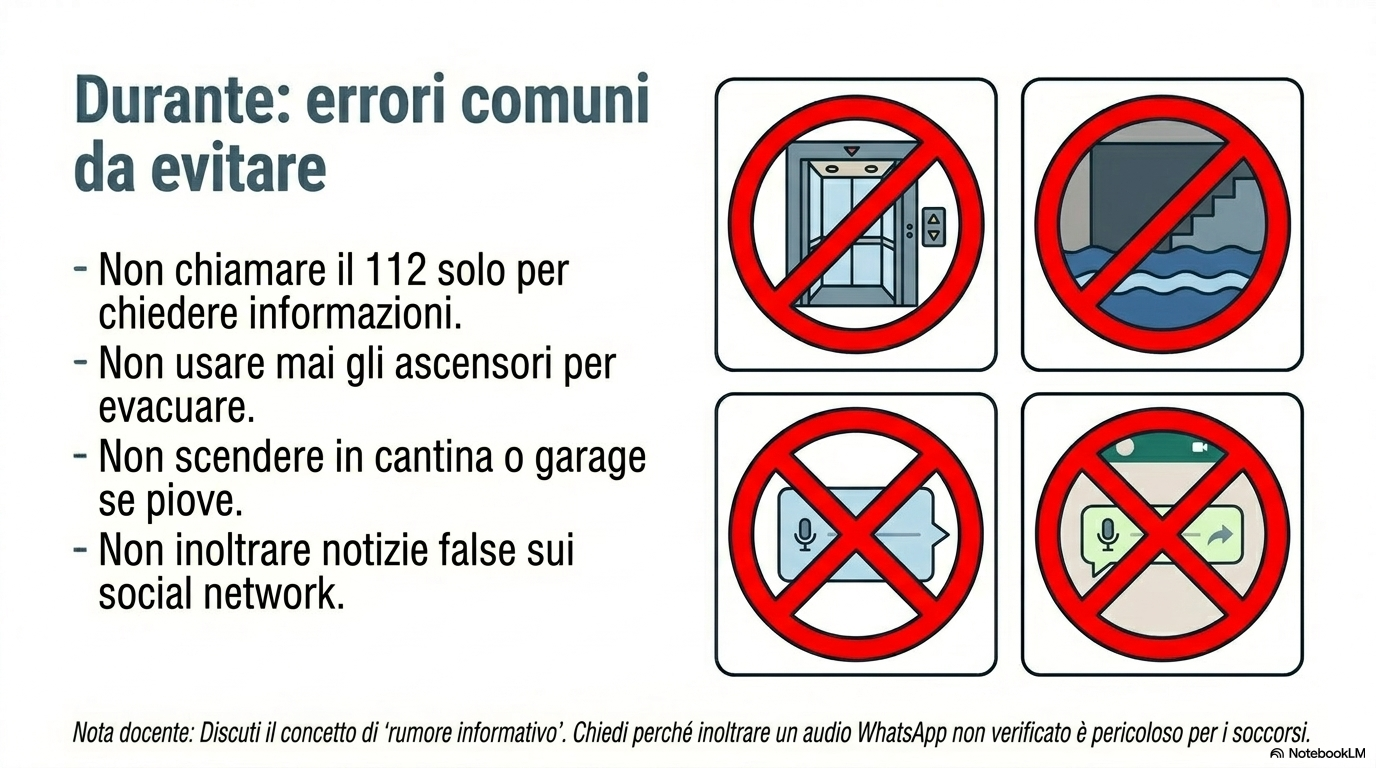 Durante: errori comuni
da evitare
- Non chiamare il 112 solo per
chiedere informazioni.
- Non usare mai gli ascensori per
evacuare.
- Non scendere in cantina o garage
se piove.
- Non inoltrare notizie false sui
social network.
Nota docente: Discuti il concetto di ‘rumore informativo’. Chiedi perché inoltrare un audio WhatsApp non verificato è pericoloso per i soccorsi.
NotebookLM